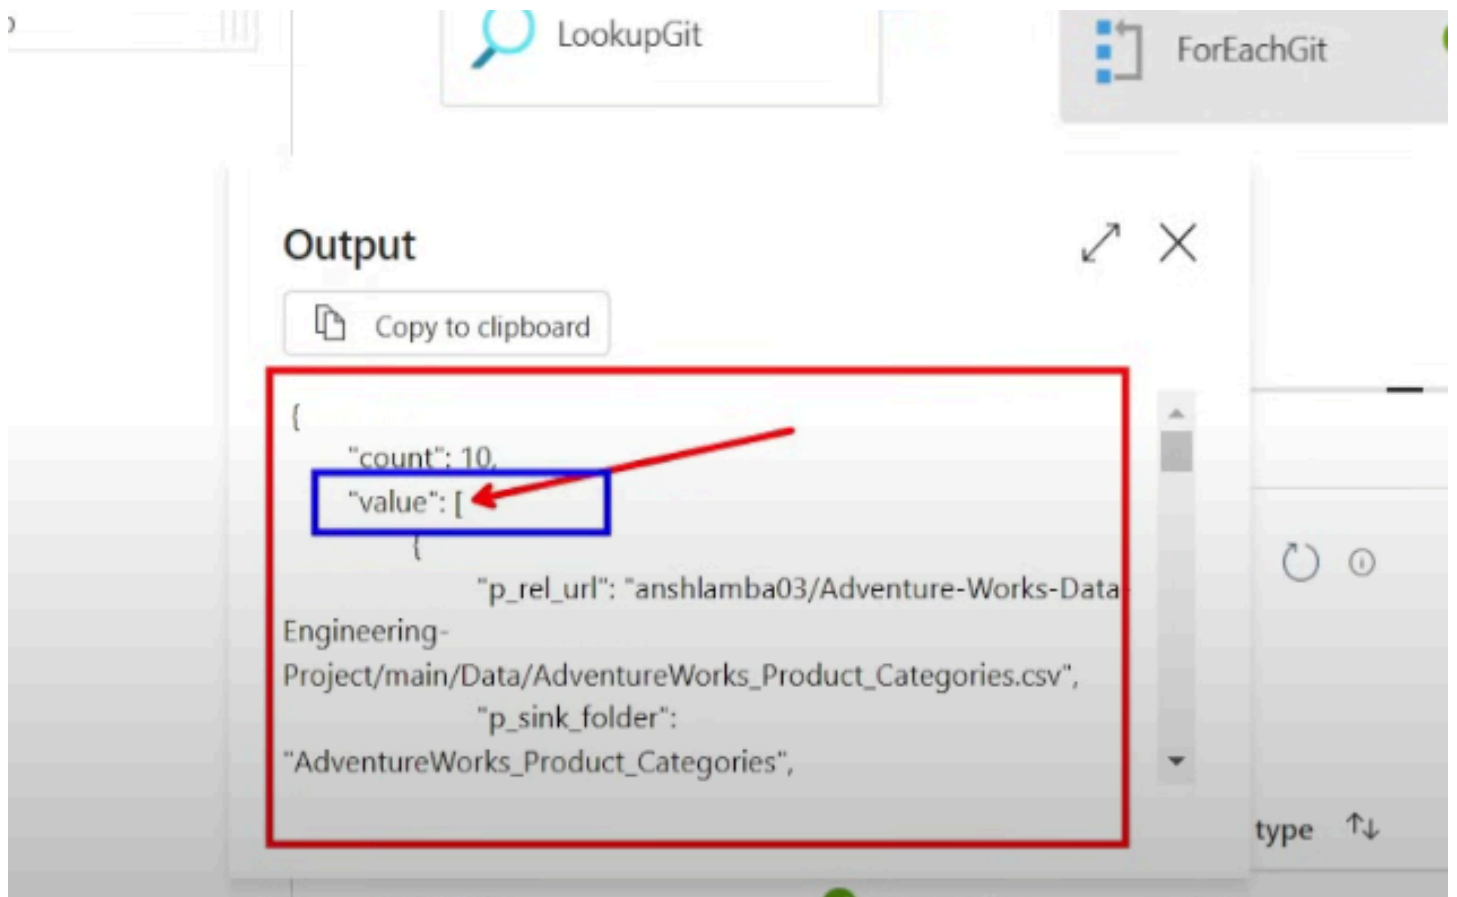 LookupGit
ForEachGit
Output
Copy to clipboard
{
"count": 10,
"value": [
{
"p_rel_url": "anshlamba03/Adventure-Works-Data-
Engineering-
Project/main/Data/AdventureWorks_Product_Categories.csv",
"p_sink_folder":
"AdventureWorks_Product_Categories",
type